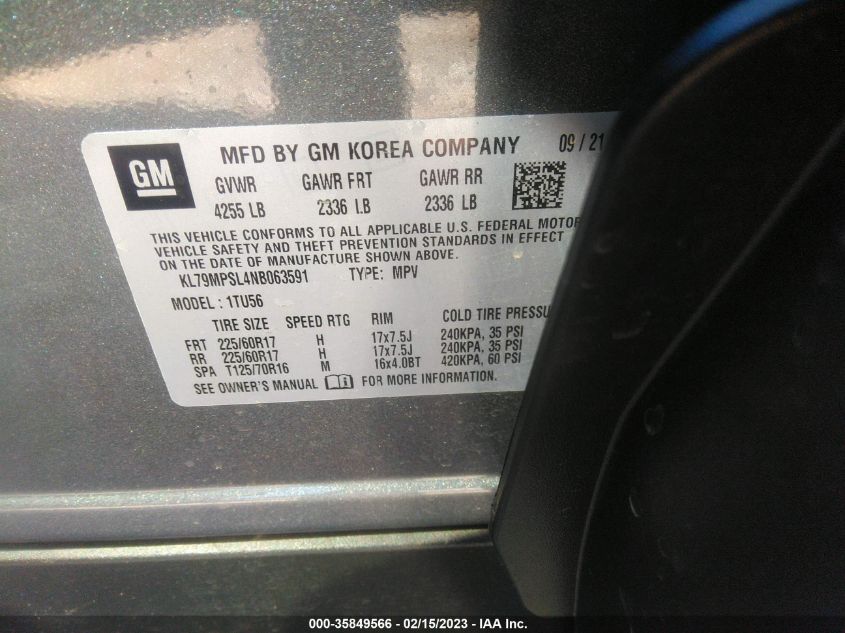 GM MFD BY GM KOREA COMPANY 09 / 21
GVWR GAWR FRT GAWR RR
4255 LB 2336 LB 2336 LB
THIS VEHICLE CONFORMS TO ALL APPLICABLE U.S. FEDERAL MOTOR
VEHICLE SAFETY AND THEFT PREVENTION STANDARDS IN EFFECT
ON THE DATE OF MANUFACTURE SHOWN ABOVE.
KL79MPSL4NB063591 TYPE: MPV
MODEL : 1TU56
TIRE SIZE SPEED RTG RIM COLD TIRE PRESSU
FRT 225/60R17 H 17x7.5J 240KPA, 35 PSI
RR 225/60R17 H 17x7.5J 240KPA, 35 PSI
SPA T125/70R16 M 16x4.0BT 420KPA, 60 PSI
SEE OWNER'S MANUAL FOR MORE INFORMATION.
000-35849566 - 02/15/2023 - IAA Inc.